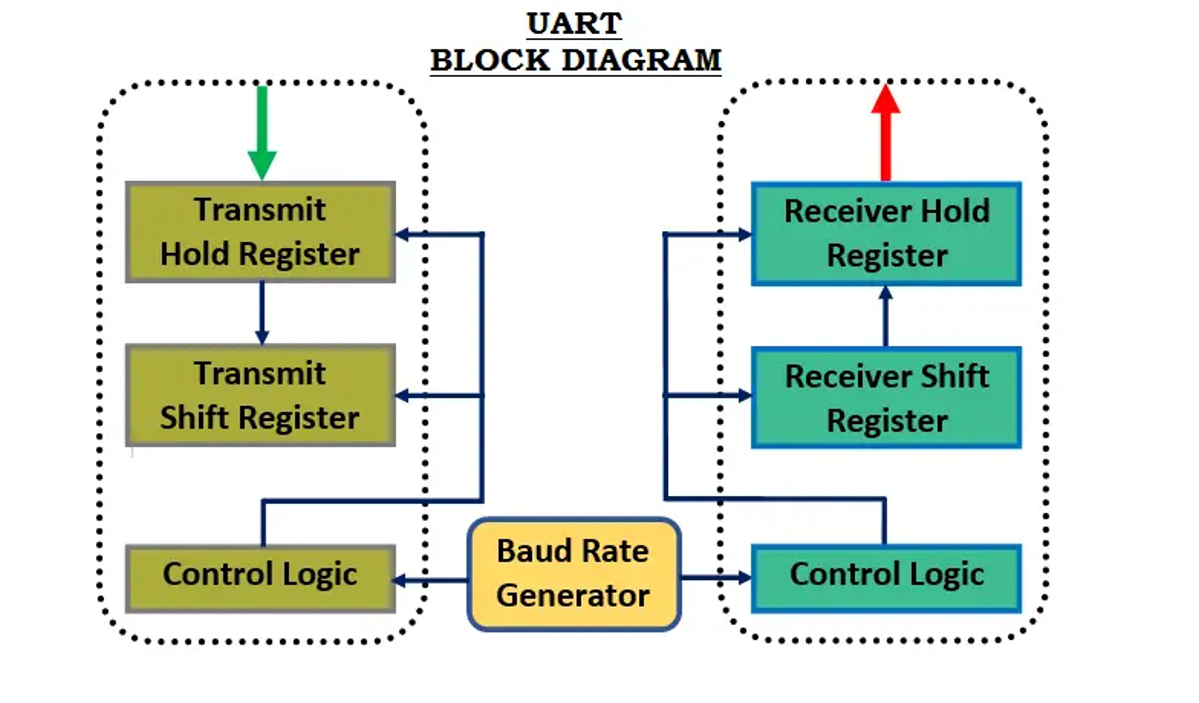 UART
BLOCK DIAGRAM
Transmit
Hold Register
Transmit
Shift Register
Control Logic
Baud Rate
Generator
Receiver Hold
Register
Receiver Shift
Register
Control Logic